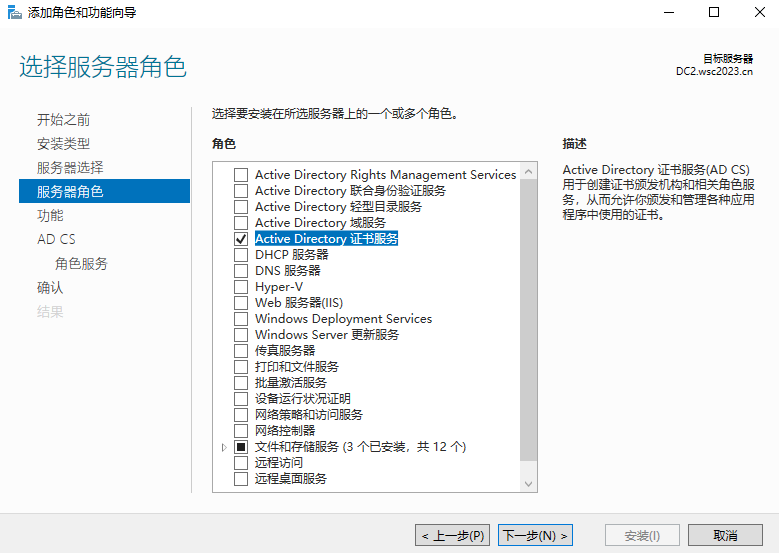 添加角色和功能向导
选择服务器角色
目标服务器
DC2.wsc2023.cn
开始之前
安装类型
服务器选择
服务器角色
功能
AD CS
角色服务
确认
结果
选择要安装在所选服务器上的一个或多个角色。
角色
Active Directory Rights Management Services
Active Directory 联合身份验证服务
Active Directory 轻型目录服务
Active Directory 域服务
Active Directory 证书服务
DHCP 服务器
DNS 服务器
Hyper-V
Web 服务器(IIS)
Windows Deployment Services
Windows Server 更新服务
传真服务器
打印和文件服务
批量激活服务
设备运行状况证明
网络策略和访问服务
网络控制器
文件和存储服务 (3 个已安装，共 12 个)
远程访问
远程桌面服务
描述
Active Directory 证书服务(AD CS)
用于创建证书颁发机构和相关角色服
务，从而允许你颁发和管理各种应用
程序中使用的证书。
< 上一步(P)
下一步(N) >
安装(I)
取消